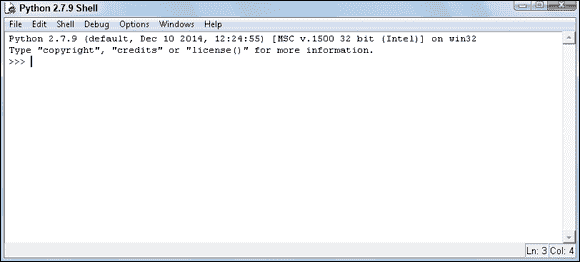 Python 2.7.9 Shell
File Edit Shell Debug Options Windows Help
Python 2.7.9 (default, Dec 10 2014, 12:24:55) [MSC v.1500 32 bit (Intel)] on win32
Type "copyright", "credits" or "license()" for more information.
>>>
Ln: 3 Col: 4